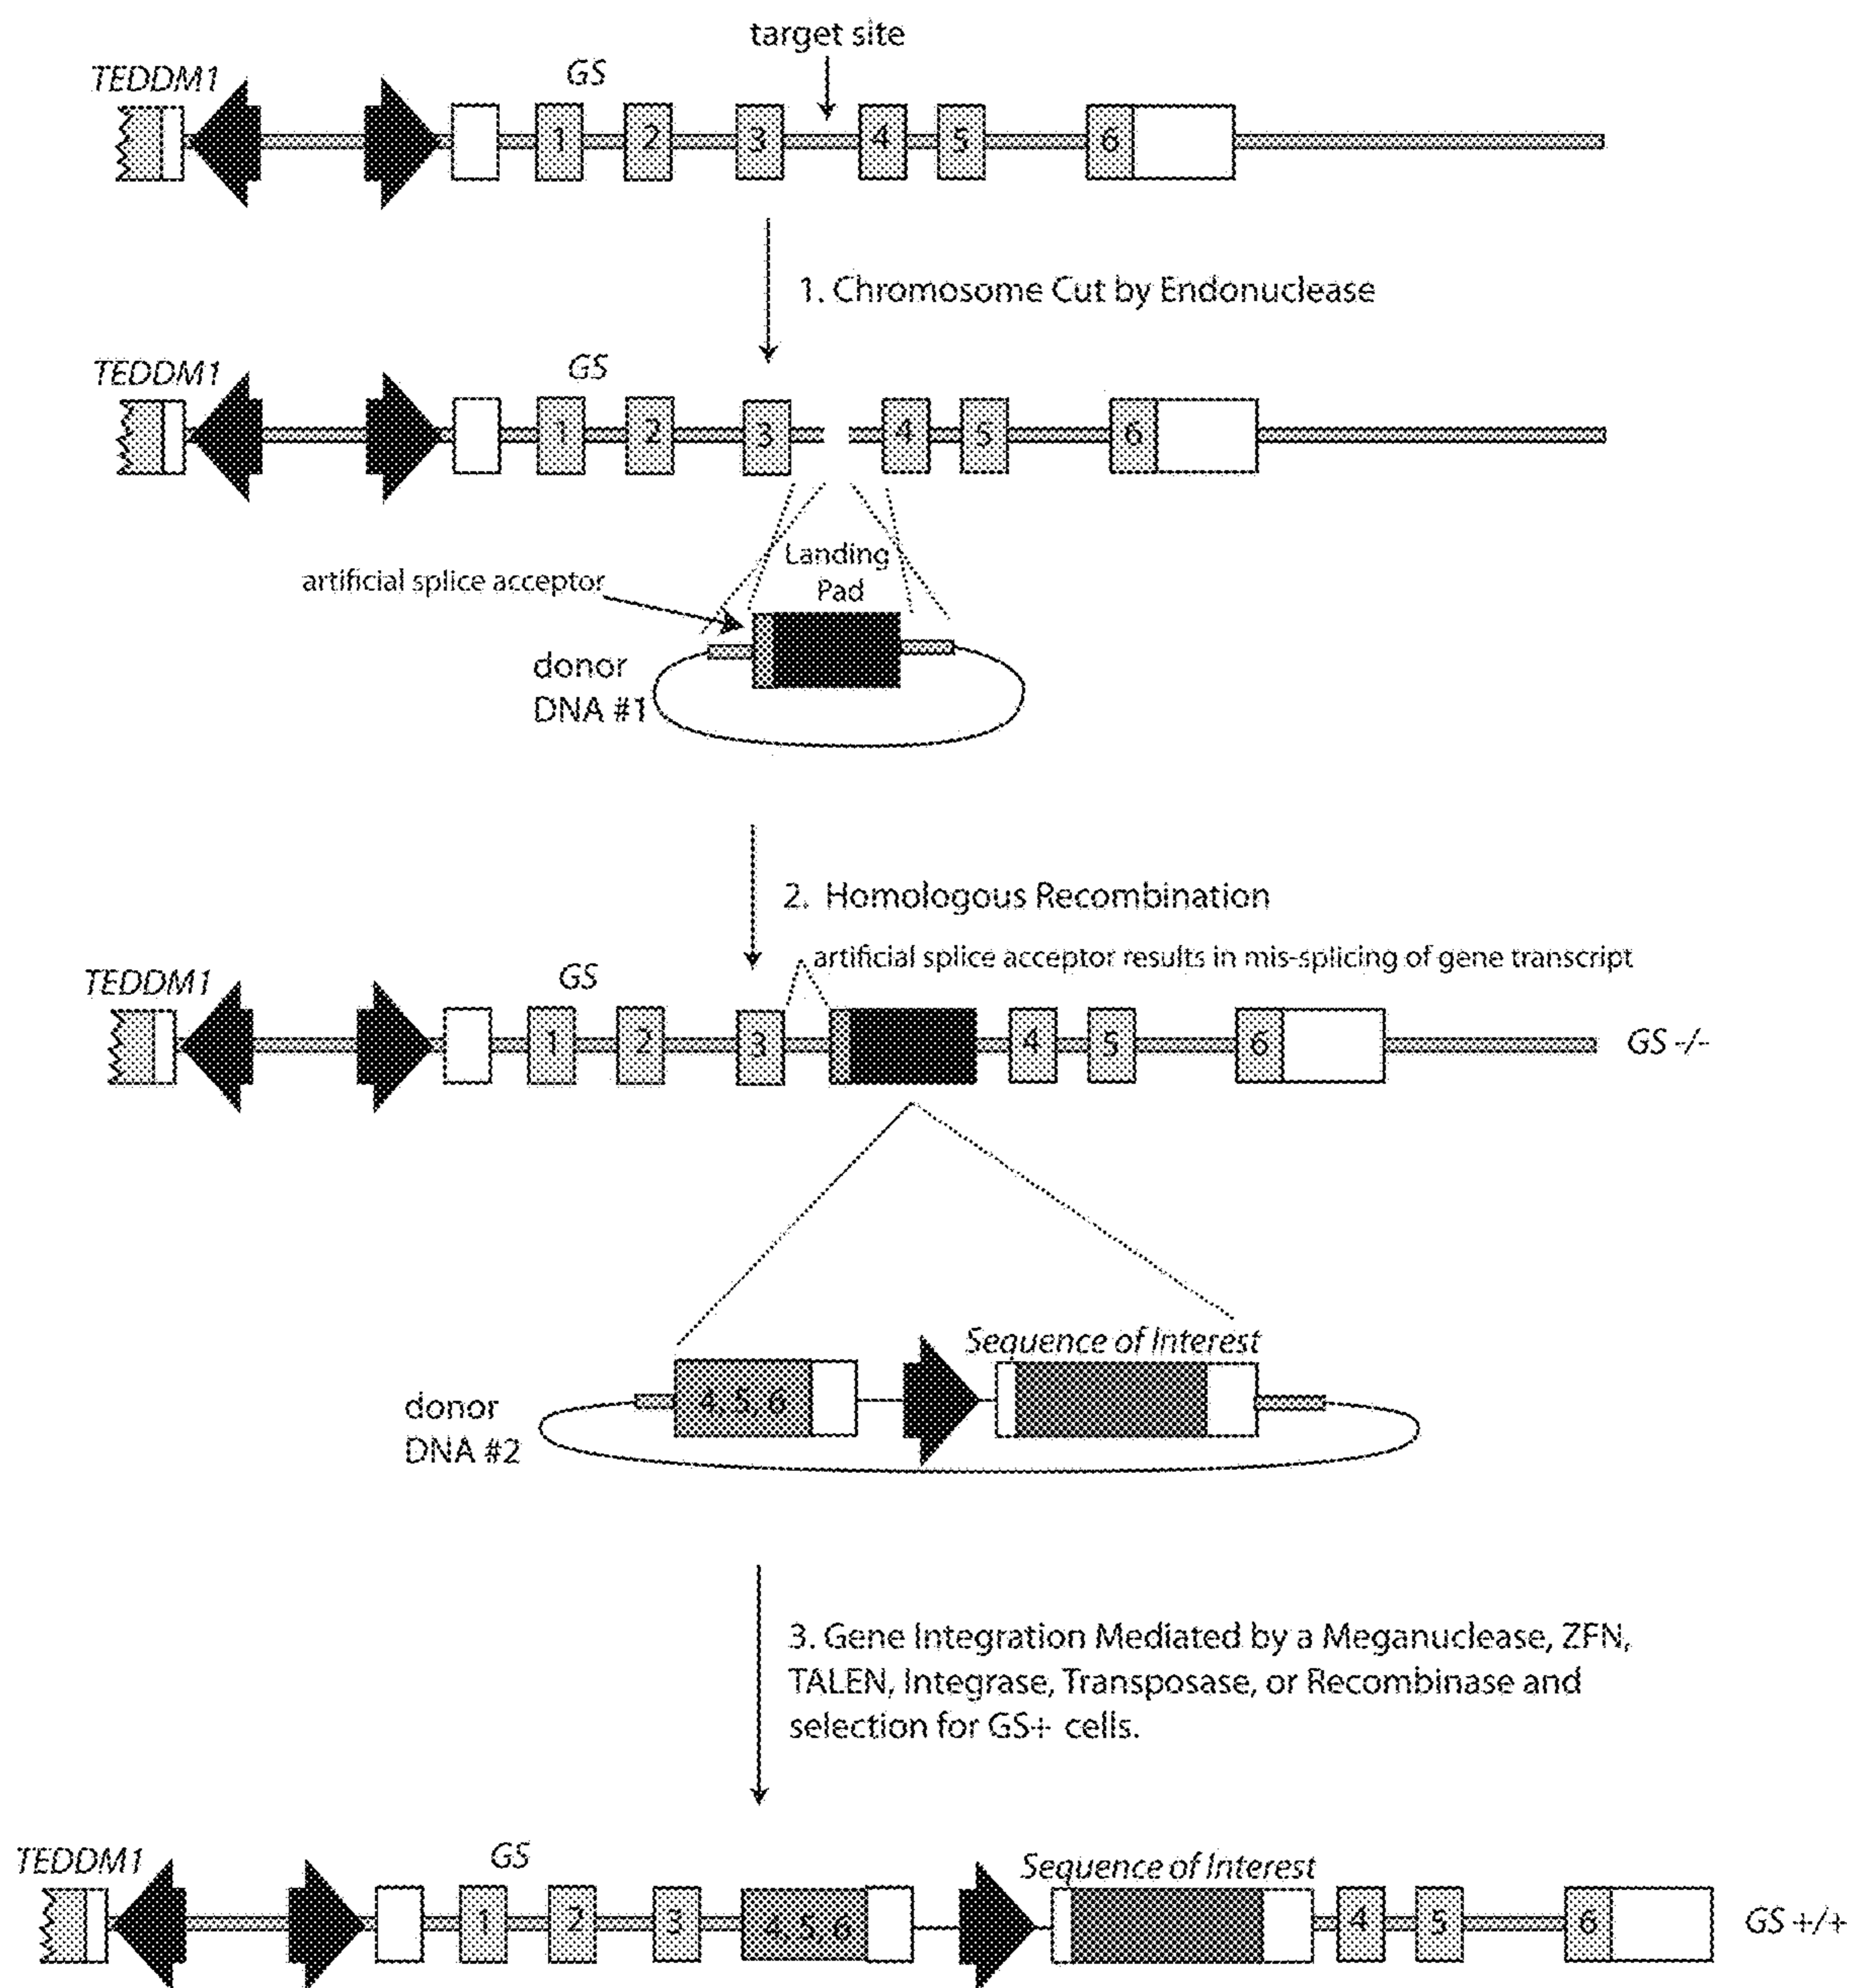 target site
TEDDM1
GS
1 2 3 4 5 6
1. Chromosome Cut by Endonuclease
TEDDM1
GS
1 2 3 4 5 6
Landing
Pad
artificial splice acceptor
donor
DNA #1
2. Homologous Recombination
artificial splice acceptor results in mis-splicing of gene transcript
TEDDM1
GS
1 2 3 4 5 6
GS -/-
Sequence of Interest
4, 5, 6
donor
DNA #2
3. Gene Integration Mediated by a Meganuclease, ZFN,
TALEN, Integrase, Transposase, or Recombinase and
selection for GS+ cells.
TEDDM1
GS
Sequence of Interest
1 2 3 4, 5, 6 4 5 6
GS +/+